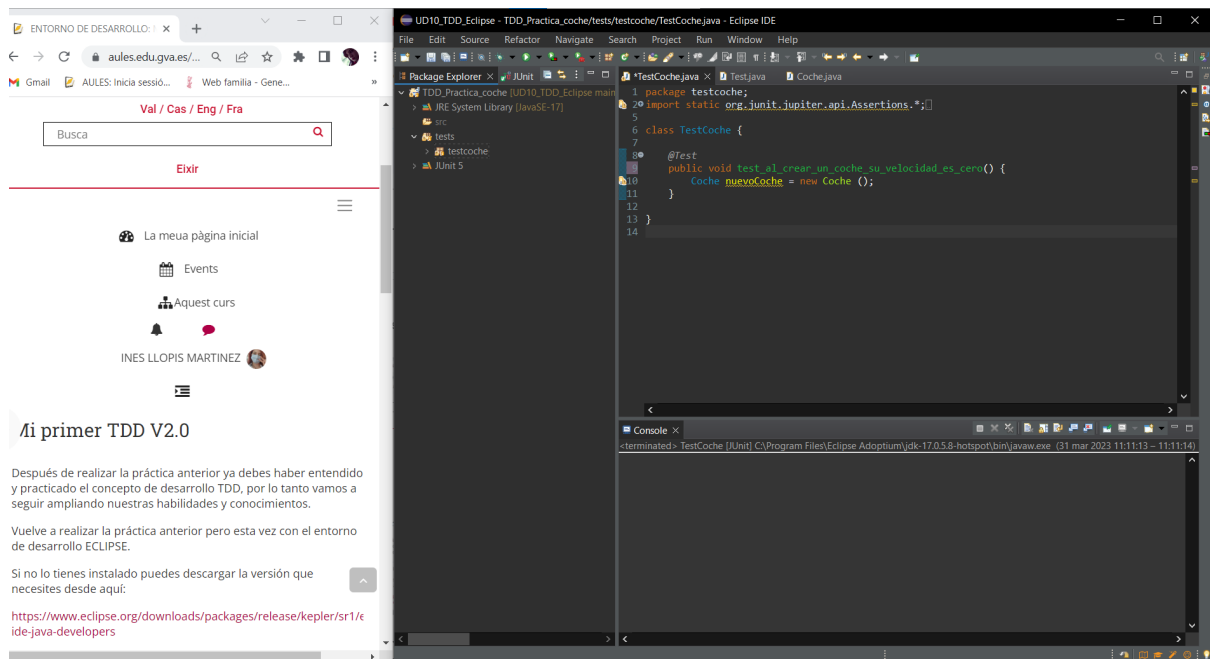 ENTORNO DE DESARROLLO:
aules.edu.gva.es/...
Gmail
AULES: Inicia sessió...
Web familia - Gene...
»
Val / Cas / Eng / Fra
Busca
Eixir
La meua pàgina inicial
Events
Aquest curs
INES LLOPIS MARTINEZ
Mi primer TDD V2.0
Después de realizar la práctica anterior ya debes haber entendido
y practicado el concepto de desarrollo TDD, por lo tanto vamos a
seguir ampliando nuestras habilidades y conocimientos.
Vuelve a realizar la práctica anterior pero esta vez con el entorno
de desarrollo ECLIPSE.
Si no lo tienes instalado puedes descargar la versión que
necesites desde aquí:
https://www.eclipse.org/downloads/packages/release/kepler/sr1/e
ide-java-developers
UD10_TDD_Eclipse - TDD_Practica_coche/tests/testcoche/TestCoche.java - Eclipse IDE
File Edit Source Refactor Navigate Search Project Run Window Help
Package Explorer
JUnit
TDD_Practica_coche [UD10_TDD_Eclipse main
JRE System Library [JavaSE-17]
src
tests
testcoche
JUnit 5
*TestCoche.java
Test.java
Coche.java
1 package testcoche;
2 import static org.junit.jupiter.api.Assertions.*;
5
6 class TestCoche {
7
8 @Test
9 public void test_al_crear_un_coche_su_velocidad_es_cero() {
10 Coche nuevoCoche = new Coche ();
11 }
12
13 }
14
Console
<terminated> TestCoche [JUnit] C:\Program Files\Eclipse Adoptium\jdk-17.0.5.8-hotspot\bin\javaw.exe (31 mar 2023 11:11:13 – 11:11:14)